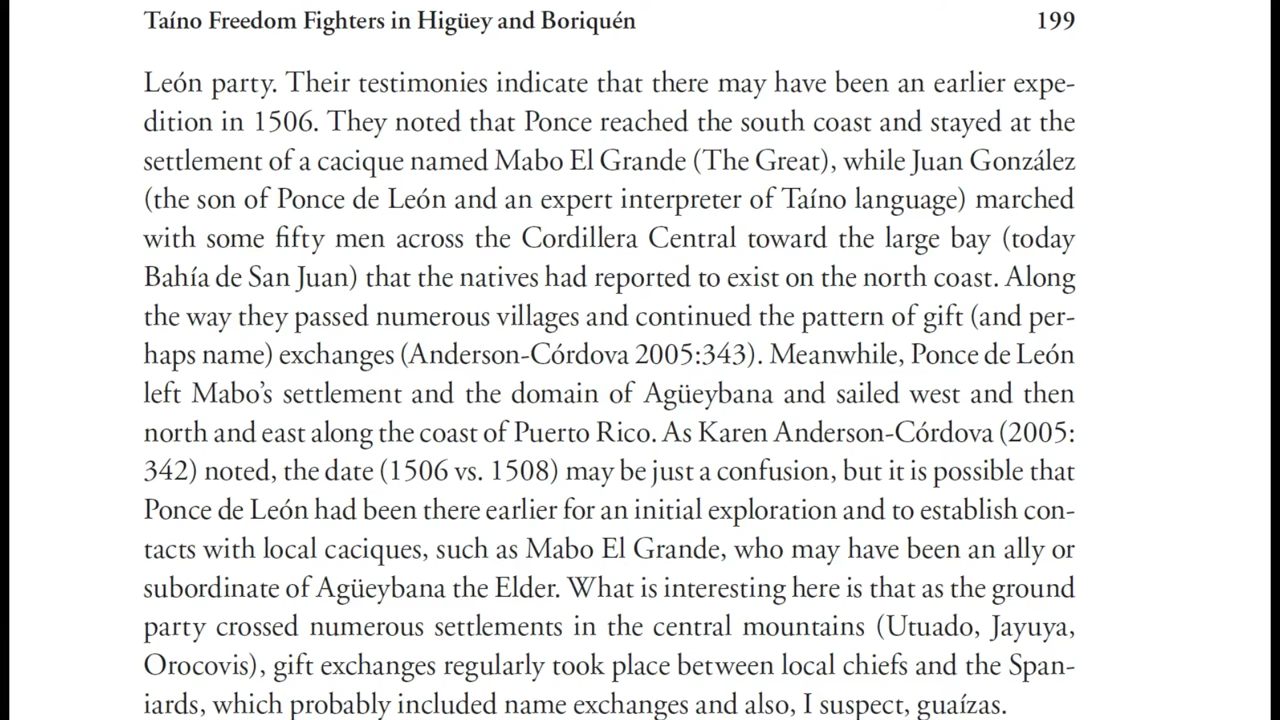 Taíno Freedom Fighters in Higüey and Boriquén 199
León party. Their testimonies indicate that there may have been an earlier expe-
dition in 1506. They noted that Ponce reached the south coast and stayed at the
settlement of a cacique named Mabo El Grande (The Great), while Juan González
(the son of Ponce de León and an expert interpreter of Taíno language) marched
with some fifty men across the Cordillera Central toward the large bay (today
Bahía de San Juan) that the natives had reported to exist on the north coast. Along
the way they passed numerous villages and continued the pattern of gift (and per-
haps name) exchanges (Anderson-Córdova 2005:343). Meanwhile, Ponce de León
left Mabo’s settlement and the domain of Agüeybana and sailed west and then
north and east along the coast of Puerto Rico. As Karen Anderson-Córdova (2005:
342) noted, the date (1506 vs. 1508) may be just a confusion, but it is possible that
Ponce de León had been there earlier for an initial exploration and to establish con-
tacts with local caciques, such as Mabo El Grande, who may have been an ally or
subordinate of Agüeybana the Elder. What is interesting here is that as the ground
party crossed numerous settlements in the central mountains (Utuado, Jayuya,
Orocovis), gift exchanges regularly took place between local chiefs and the Span-
iards, which probably included name exchanges and also, I suspect, guaízas.